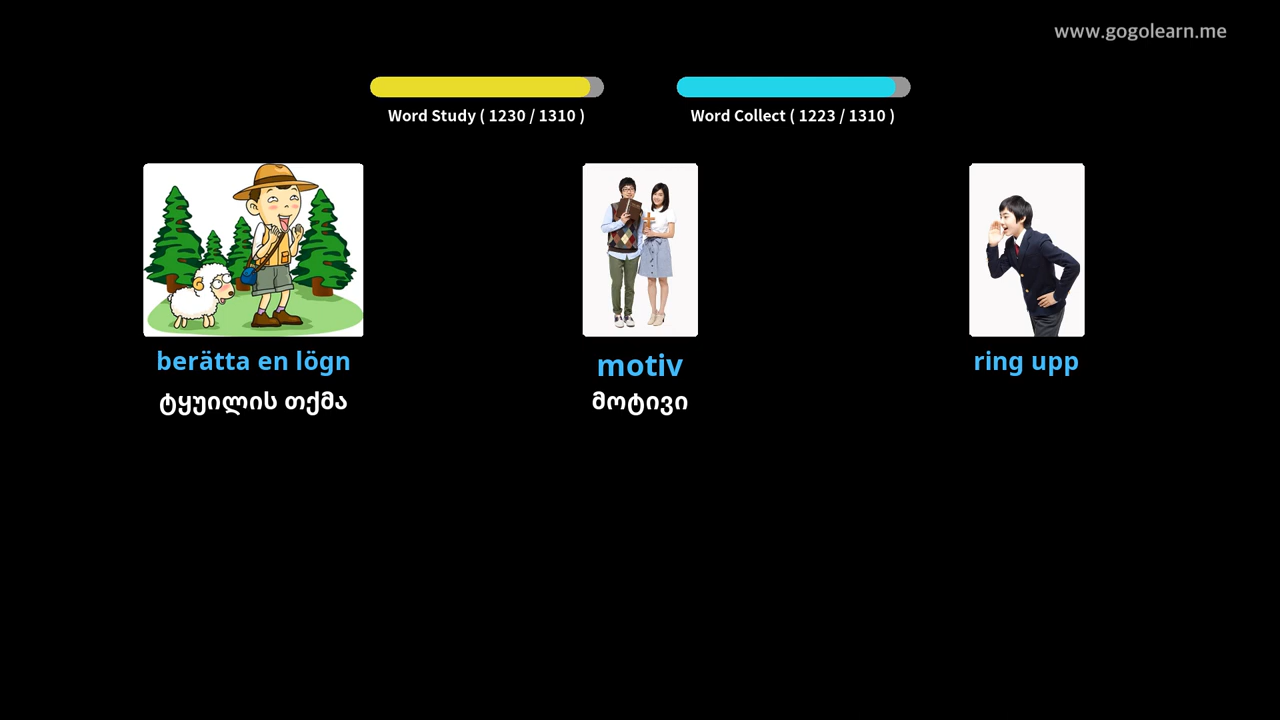 www.gogolearn.me
Word Study ( 1230 / 1310 )
Word Collect ( 1223 / 1310 )
berätta en lögn
ტყუილის თქმა
motiv
მოტივი
ring upp